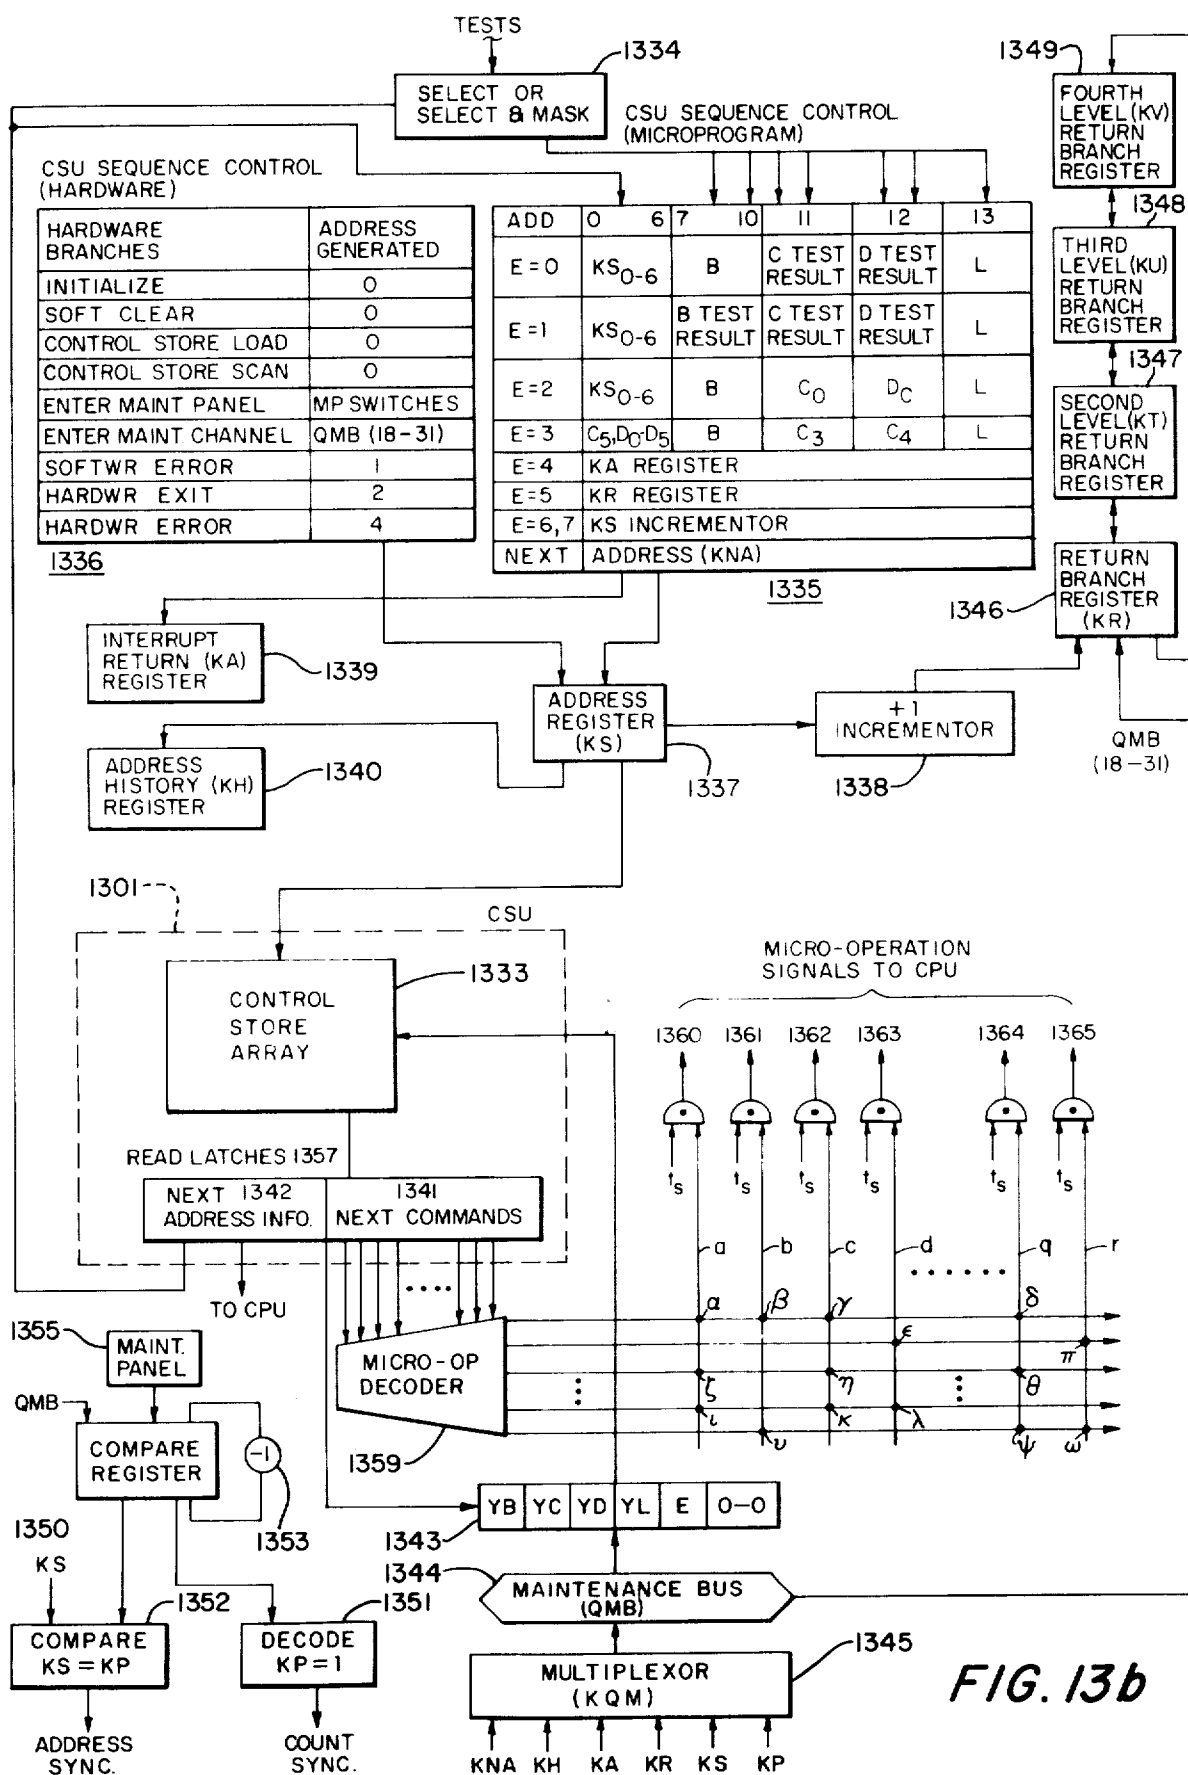 TESTS
1334
SELECT OR
SELECT & MASK
CSU SEQUENCE CONTROL
(MICROPROGRAM)
CSU SEQUENCE CONTROL
(HARDWARE)
HARDWARE BRANCHES ADDRESS GENERATED
INITIALIZE 0
SOFT CLEAR 0
CONTROL STORE LOAD 0
CONTROL STORE SCAN 0
ENTER MAINT PANEL MP SWITCHES
ENTER MAINT CHANNEL QMB (18-31)
SOFTWR ERROR 1
HARDWR EXIT 2
HARDWR ERROR 4
1336
ADD 0 6 7 10 11 12 13
E=0 KS0-6 B C TEST RESULT D TEST RESULT L
E=1 KS0-6 B TEST RESULT C TEST RESULT D TEST RESULT L
E=2 KS0-6 B C0 DC L
E=3 C5,D0-D5 B C3 C4 L
E=4 KA REGISTER
E=5 KR REGISTER
E=6,7 KS INCREMENTOR
NEXT ADDRESS (KNA)
1335
1349
FOURTH
LEVEL(KV)
RETURN
BRANCH
REGISTER
1348
THIRD
LEVEL(KU)
RETURN
BRANCH
REGISTER
1347
SECOND
LEVEL(KT)
RETURN
BRANCH
REGISTER
RETURN
BRANCH
REGISTER
(KR)
1346
INTERRUPT
RETURN (KA)
REGISTER
1339
ADDRESS
REGISTER
(KS)
1337
+1
INCREMENTOR
1338
QMB
(18-31)
ADDRESS
HISTORY (KH)
REGISTER
1340
1301
CSU
CONTROL
STORE
ARRAY
1333
MICRO-OPERATION
SIGNALS TO CPU
1360 1361 1362 1363 1364 1365
ts ts ts ts ts ts
READ LATCHES 1357
NEXT 1342
ADDRESS INFO.
1341
NEXT COMMANDS
TO CPU
a b c d q r
α β γ δ
ϵ π
ζ η θ
ι κ λ
υ ψ ω
MICRO-OP
DECODER
1359
1355
MAINT.
PANEL
QMB
COMPARE
REGISTER
-1
1353
1350
KS
1352
COMPARE
KS=KP
ADDRESS
SYNC.
1351
DECODE
KP=1
COUNT
SYNC.
YB YC YD YL E 0-0
1343
1344
MAINTENANCE BUS
(QMB)
1345
MULTIPLEXOR
(KQM)
KNA KH KA KR KS KP
FIG. 13b